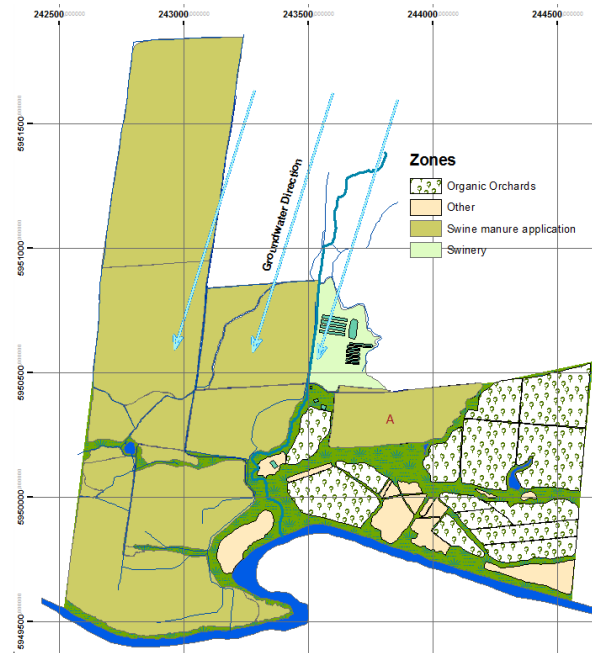 242500 243000 243500 244000 244500
5951500
5951000
5950500
5950000
5949500
Groundwater Direction
Zones
Organic Orchards
Other
Swine manure application
Swinery
A